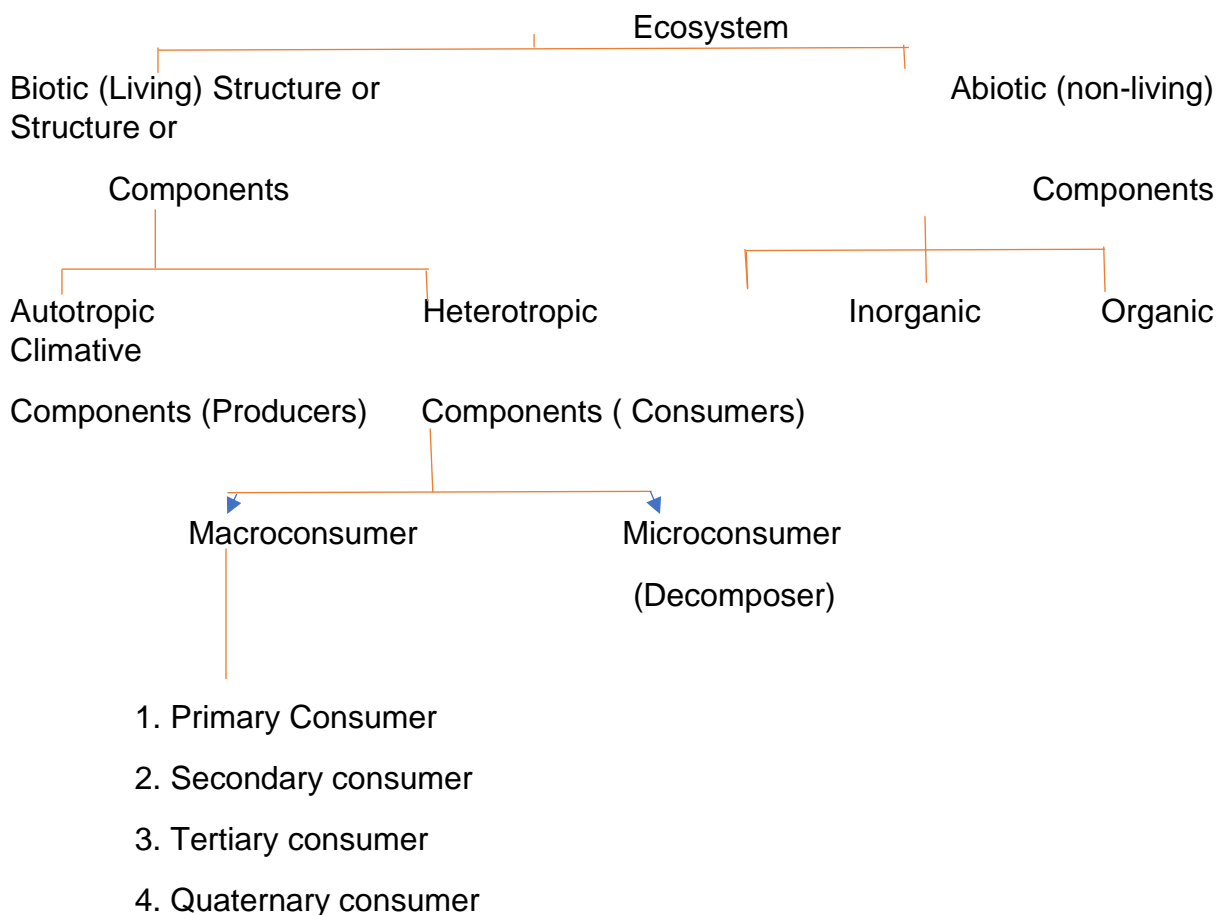 Ecosystem
Biotic (Living) Structure or Abiotic (non-living)
Structure or
Components Components
Autotropic Heterotropic Inorganic Organic
Climative
Components (Producers) Components ( Consumers)
Macroconsumer Microconsumer
(Decomposer)
1. Primary Consumer
2. Secondary consumer
3. Tertiary consumer
4. Quaternary consumer